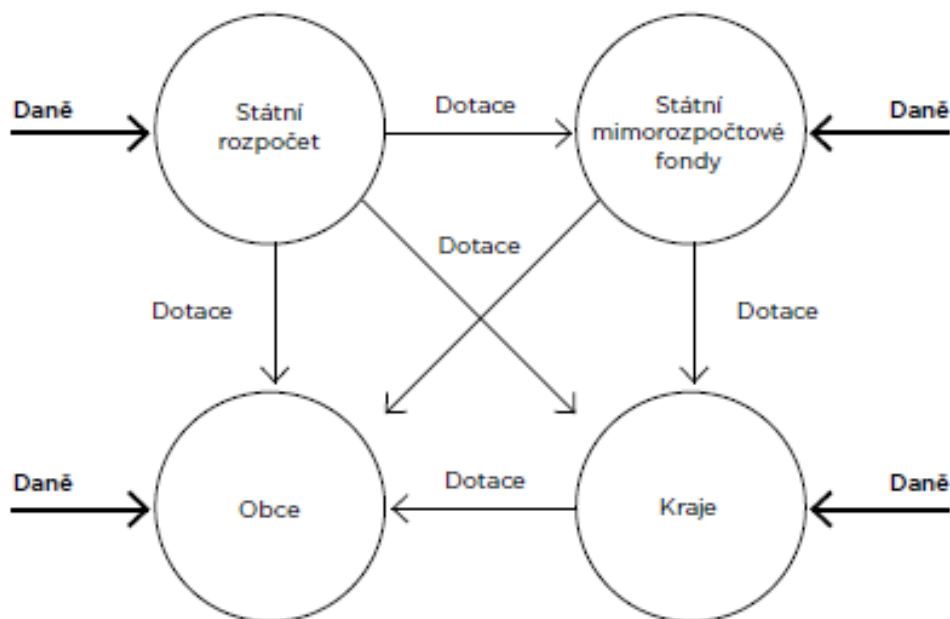 Daně
Státní
rozpočet
Dotace
Státní
mimorozpočtové
fondy
Daně
Dotace
Dotace
Dotace
Daně
Obce
Dotace
Kraje
Daně